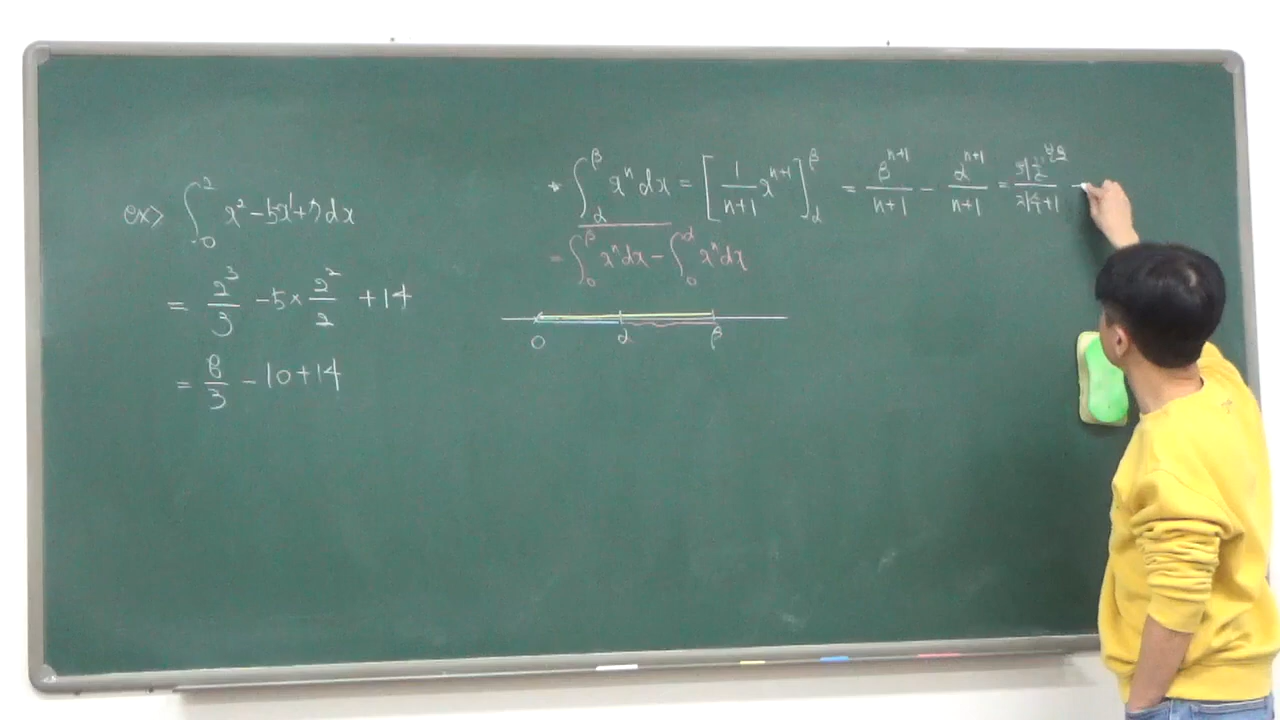 ex> ∫₀² x² - 5x¹ + 7 dx
= 2³/3 - 5 × 2²/2 + 14
= 8/3 - 10 + 14
* ∫_α^β xⁿ dx = [1/(n+1) xⁿ⁺¹]_α^β = βⁿ⁺¹/(n+1) - αⁿ⁺¹/(n+1) =
= ∫₀^β xⁿ dx - ∫₀^α xⁿ dx
0 α β